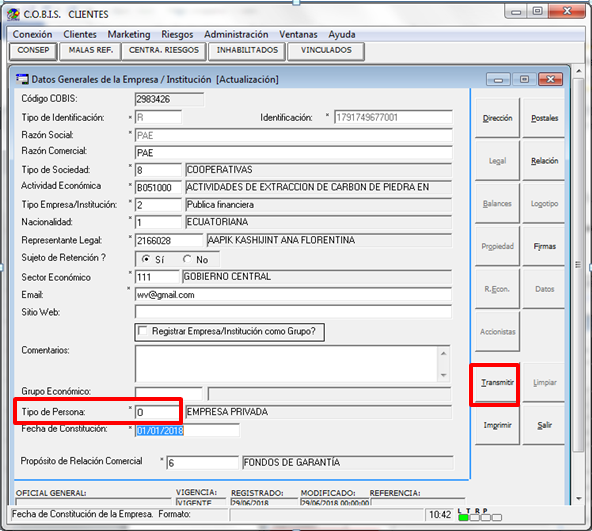 C.O.B.I.S. CLIENTES
Conexión Clientes Marketing Riesgos Administración Ventanas Ayuda
CONSEP MALAS REF. CENTRA. RIESGOS INHABILITADOS VINCULADOS
Datos Generales de la Empresa / Institución [Actualización]
Código COBIS: 2983426
Tipo de Identificación: * R Identificación: * 1791749677001
Razón Social: * PAE
Razón Comercial: PAE
Tipo de Sociedad: * 8 COOPERATIVAS
Actividad Económica * B051000 ACTIVIDADES DE EXTRACCION DE CARBON DE PIEDRA EN
Tipo Empresa/Institución: * 2 Publica financiera
Nacionalidad: * 1 ECUATORIANA
Representante Legal: * 2166028 AAPIK KASHIJINT ANA FLORENTINA
Sujeto de Retención ? * Sí No
Sector Económico * 111 GOBIERNO CENTRAL
Email: * wv@gmail.com
Sitio Web:
Registrar Empresa/Institución como Grupo?
Comentarios:
Grupo Económico:
Tipo de Persona: * O EMPRESA PRIVADA
Fecha de Constitución: * 01/01/2018
Propósito de Relación Comercial * 6 FONDOS DE GARANTÍA
OFICIAL GENERAL: VIGENCIA: REGISTRADO: MODIFICADO: REFERENCIA:
VIGENTE 29/06/2018 29/06/2018 00:00:00
Dirección Postales
Legal Relación
Balances Logotipo
Propiedad Firmas
R.Econ. Datos
Accionistas
Transmitir Limpiar
Imprimir Salir
Fecha de Constitución de la Empresa. Formato: 10:42 L T R P